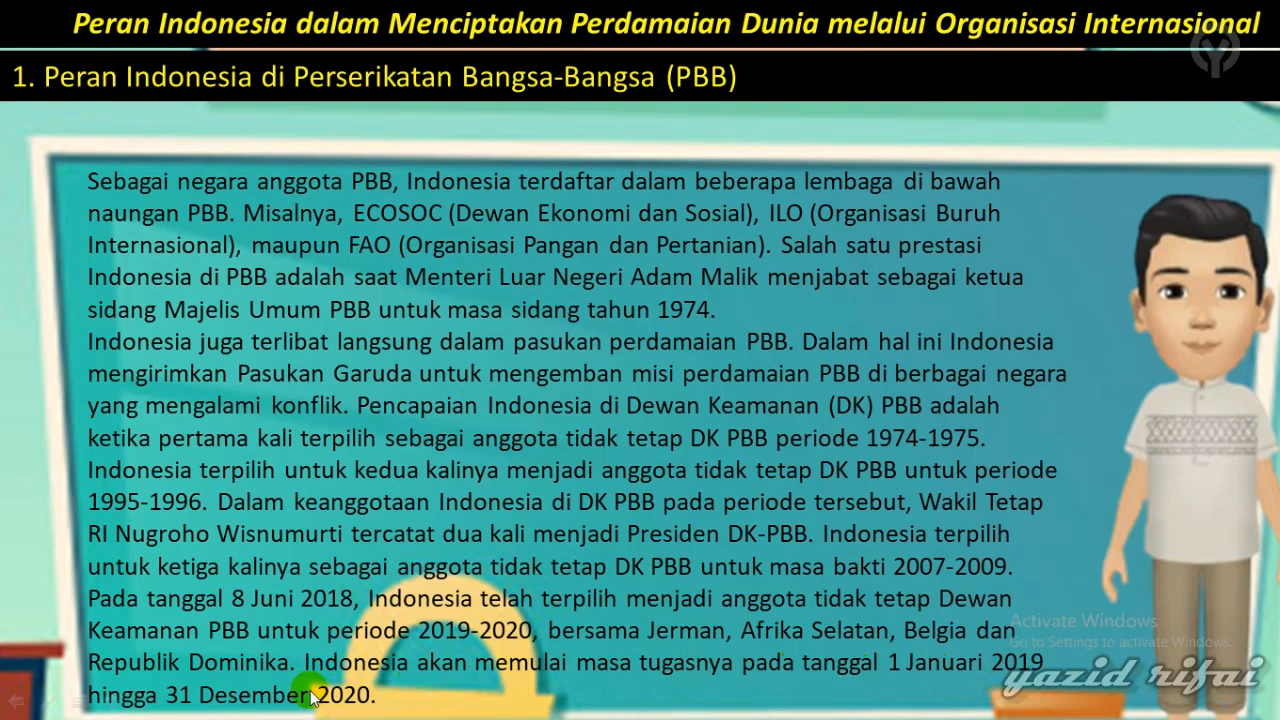 Peran Indonesia dalam Menciptakan Perdamaian Dunia melalui Organisasi Internasional
1. Peran Indonesia di Perserikatan Bangsa-Bangsa (PBB)
Sebagai negara anggota PBB, Indonesia terdaftar dalam beberapa lembaga di bawah
naungan PBB. Misalnya, ECOSOC (Dewan Ekonomi dan Sosial), ILO (Organisasi Buruh
Internasional), maupun FAO (Organisasi Pangan dan Pertanian). Salah satu prestasi
Indonesia di PBB adalah saat Menteri Luar Negeri Adam Malik menjabat sebagai ketua
sidang Majelis Umum PBB untuk masa sidang tahun 1974.
Indonesia juga terlibat langsung dalam pasukan perdamaian PBB. Dalam hal ini Indonesia
mengirimkan Pasukan Garuda untuk mengemban misi perdamaian PBB di berbagai negara
yang mengalami konflik. Pencapaian Indonesia di Dewan Keamanan (DK) PBB adalah
ketika pertama kali terpilih sebagai anggota tidak tetap DK PBB periode 1974-1975.
Indonesia terpilih untuk kedua kalinya menjadi anggota tidak tetap DK PBB untuk periode
1995-1996. Dalam keanggotaan Indonesia di DK PBB pada periode tersebut, Wakil Tetap
RI Nugroho Wisnumurti tercatat dua kali menjadi Presiden DK-PBB. Indonesia terpilih
untuk ketiga kalinya sebagai anggota tidak tetap DK PBB untuk masa bakti 2007-2009.
Pada tanggal 8 Juni 2018, Indonesia telah terpilih menjadi anggota tidak tetap Dewan
Keamanan PBB untuk periode 2019-2020, bersama Jerman, Afrika Selatan, Belgia dan
Republik Dominika. Indonesia akan memulai masa tugasnya pada tanggal 1 Januari 2019
hingga 31 Desember 2020.
Activate Windows
Go to Settings to activate Windows.
yazid rifai